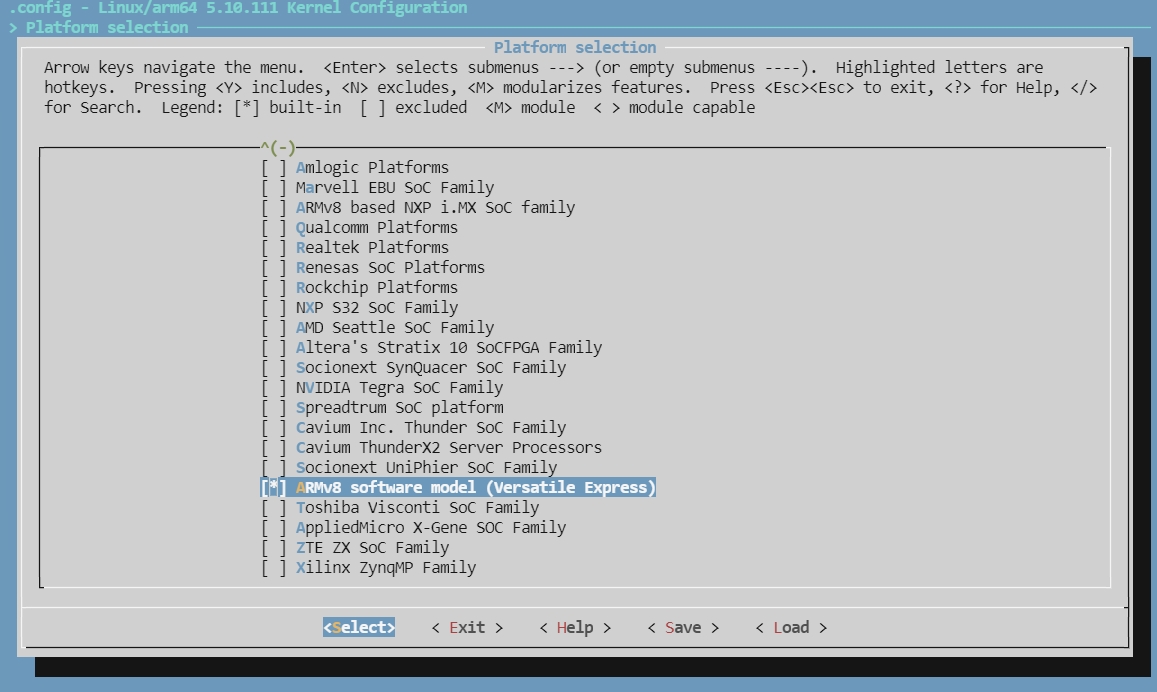 .config - Linux/arm64 5.10.111 Kernel Configuration
> Platform selection
Platform selection
Arrow keys navigate the menu.  <Enter> selects submenus ---> (or empty submenus ----).  Highlighted letters are
hotkeys.  Pressing <Y> includes, <N> excludes, <M> modularizes features.  Press <Esc><Esc> to exit, <?> for Help, </>
for Search.  Legend: [*] built-in  [ ] excluded  <M> module  < > module capable
^(-)
[ ] Amlogic Platforms
[ ] Marvell EBU SoC Family
[ ] ARMv8 based NXP i.MX SoC family
[ ] Qualcomm Platforms
[ ] Realtek Platforms
[ ] Renesas SoC Platforms
[ ] Rockchip Platforms
[ ] NXP S32 SoC Family
[ ] AMD Seattle SoC Family
[ ] Altera's Stratix 10 SoCFPGA Family
[ ] Socionext SynQuacer SoC Family
[ ] NVIDIA Tegra SoC Family
[ ] Spreadtrum SoC platform
[ ] Cavium Inc. Thunder SoC Family
[ ] Cavium ThunderX2 Server Processors
[ ] Socionext UniPhier SoC Family
[*] ARMv8 software model (Versatile Express)
[ ] Toshiba Visconti SoC Family
[ ] AppliedMicro X-Gene SOC Family
[ ] ZTE ZX SoC Family
[ ] Xilinx ZynqMP Family
<Select>    < Exit >    < Help >    < Save >    < Load >